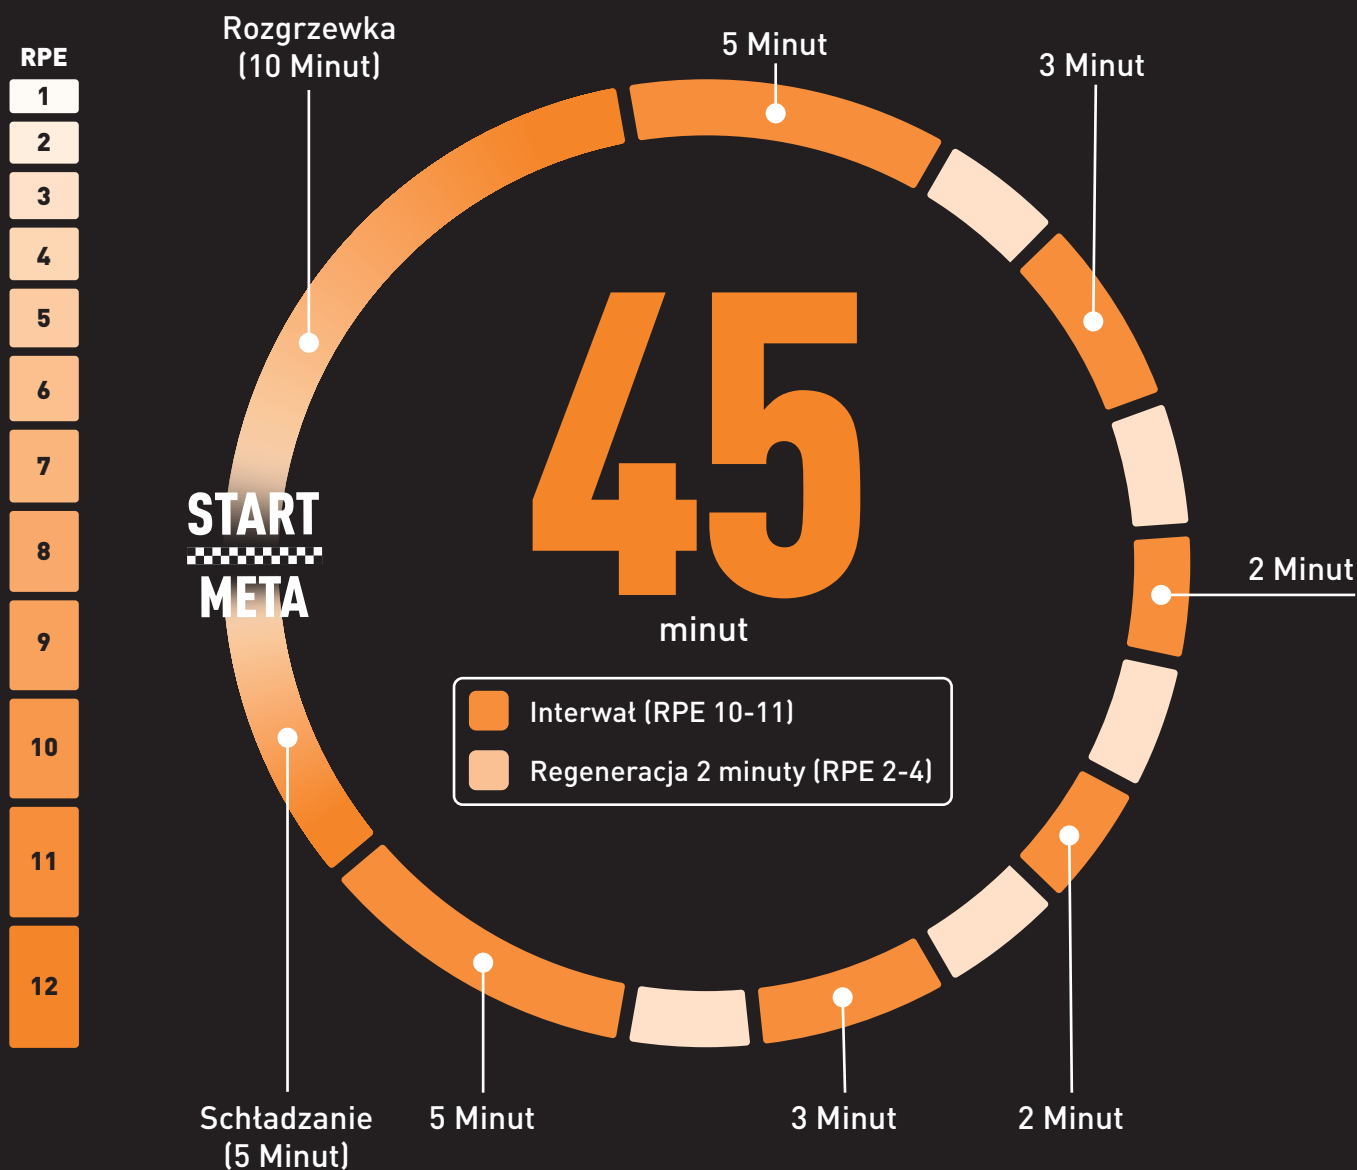 RPE
1
2
3
4
5
6
7
8
9
10
11
12
Rozgrzewka
(10 Minut)
5 Minut
3 Minut
2 Minut
2 Minut
3 Minut
5 Minut
Schładzanie
(5 Minut)
START
META
45
minut
Interwał (RPE 10-11)
Regeneracja 2 minuty (RPE 2-4)